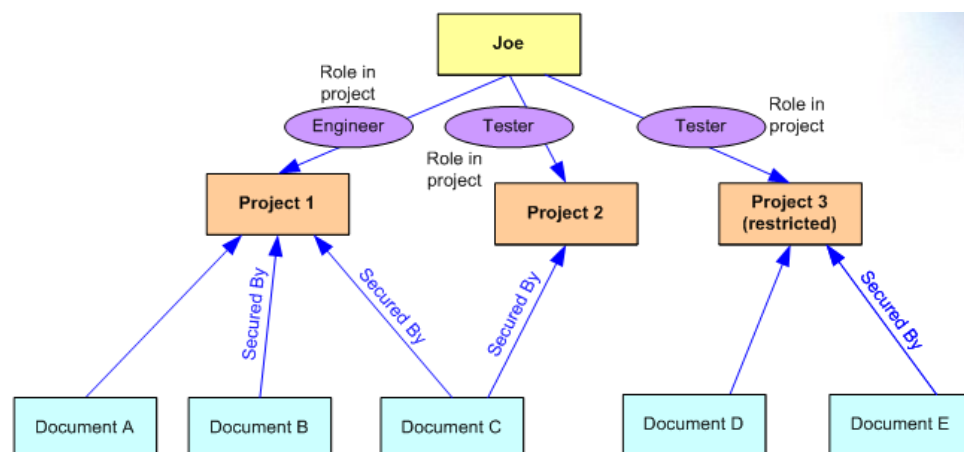 Joe
Role in
project
Role in
project
Engineer
Tester
Tester
Role in
project
Project 1
Project 2
Project 3
(restricted)
Secured By
Secured By
Secured By
Secured By
Document A
Document B
Document C
Document D
Document E